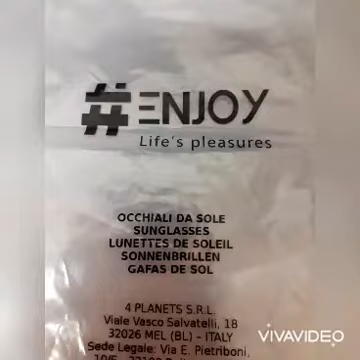 #ENJOY
Life's pleasures
OCCHIALI DA SOLE
SUNGLASSES
LUNETTES DE SOLEIL
SONNENBRILLEN
GAFAS DE SOL
4 PLANETS S.R.L.
Viale Vasco Salvatelli, 18
32026 MEL (BL) - ITALY
Sede Legale: Via E. Pietriboni,
VIVAVIDEO